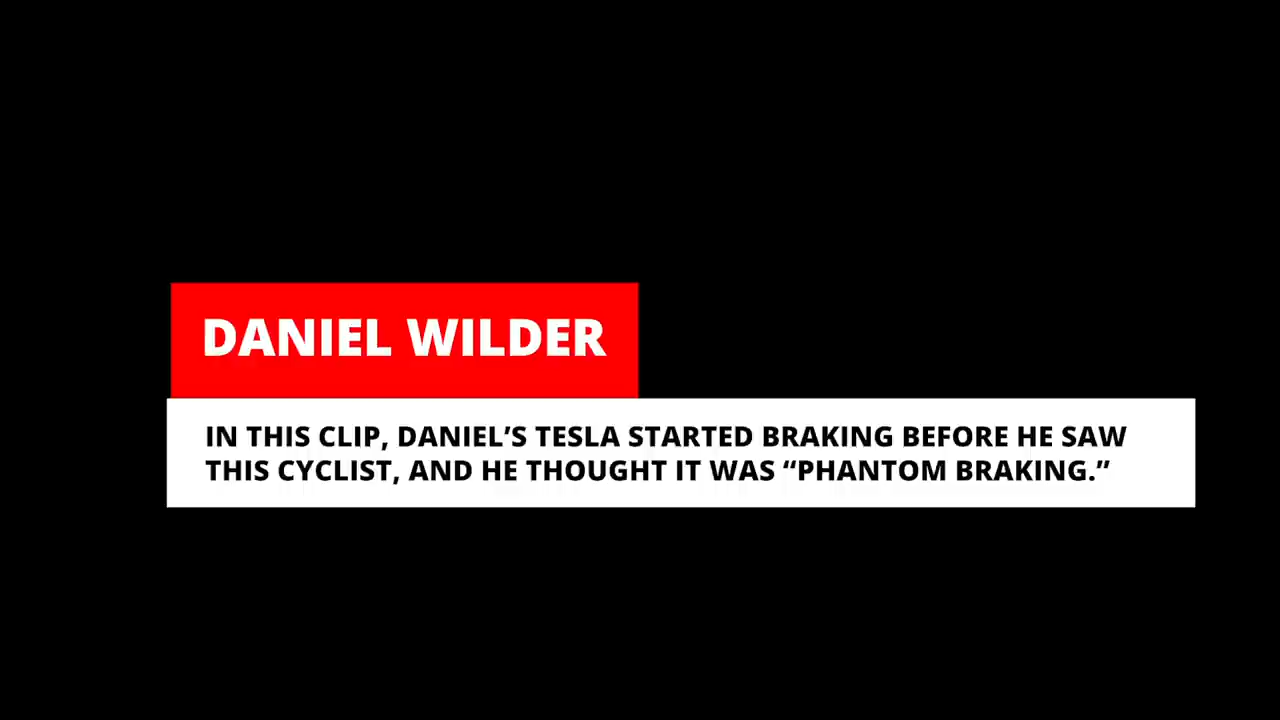 DANIEL WILDER
IN THIS CLIP, DANIEL’S TESLA STARTED BRAKING BEFORE HE SAW
THIS CYCLIST, AND HE THOUGHT IT WAS “PHANTOM BRAKING.”